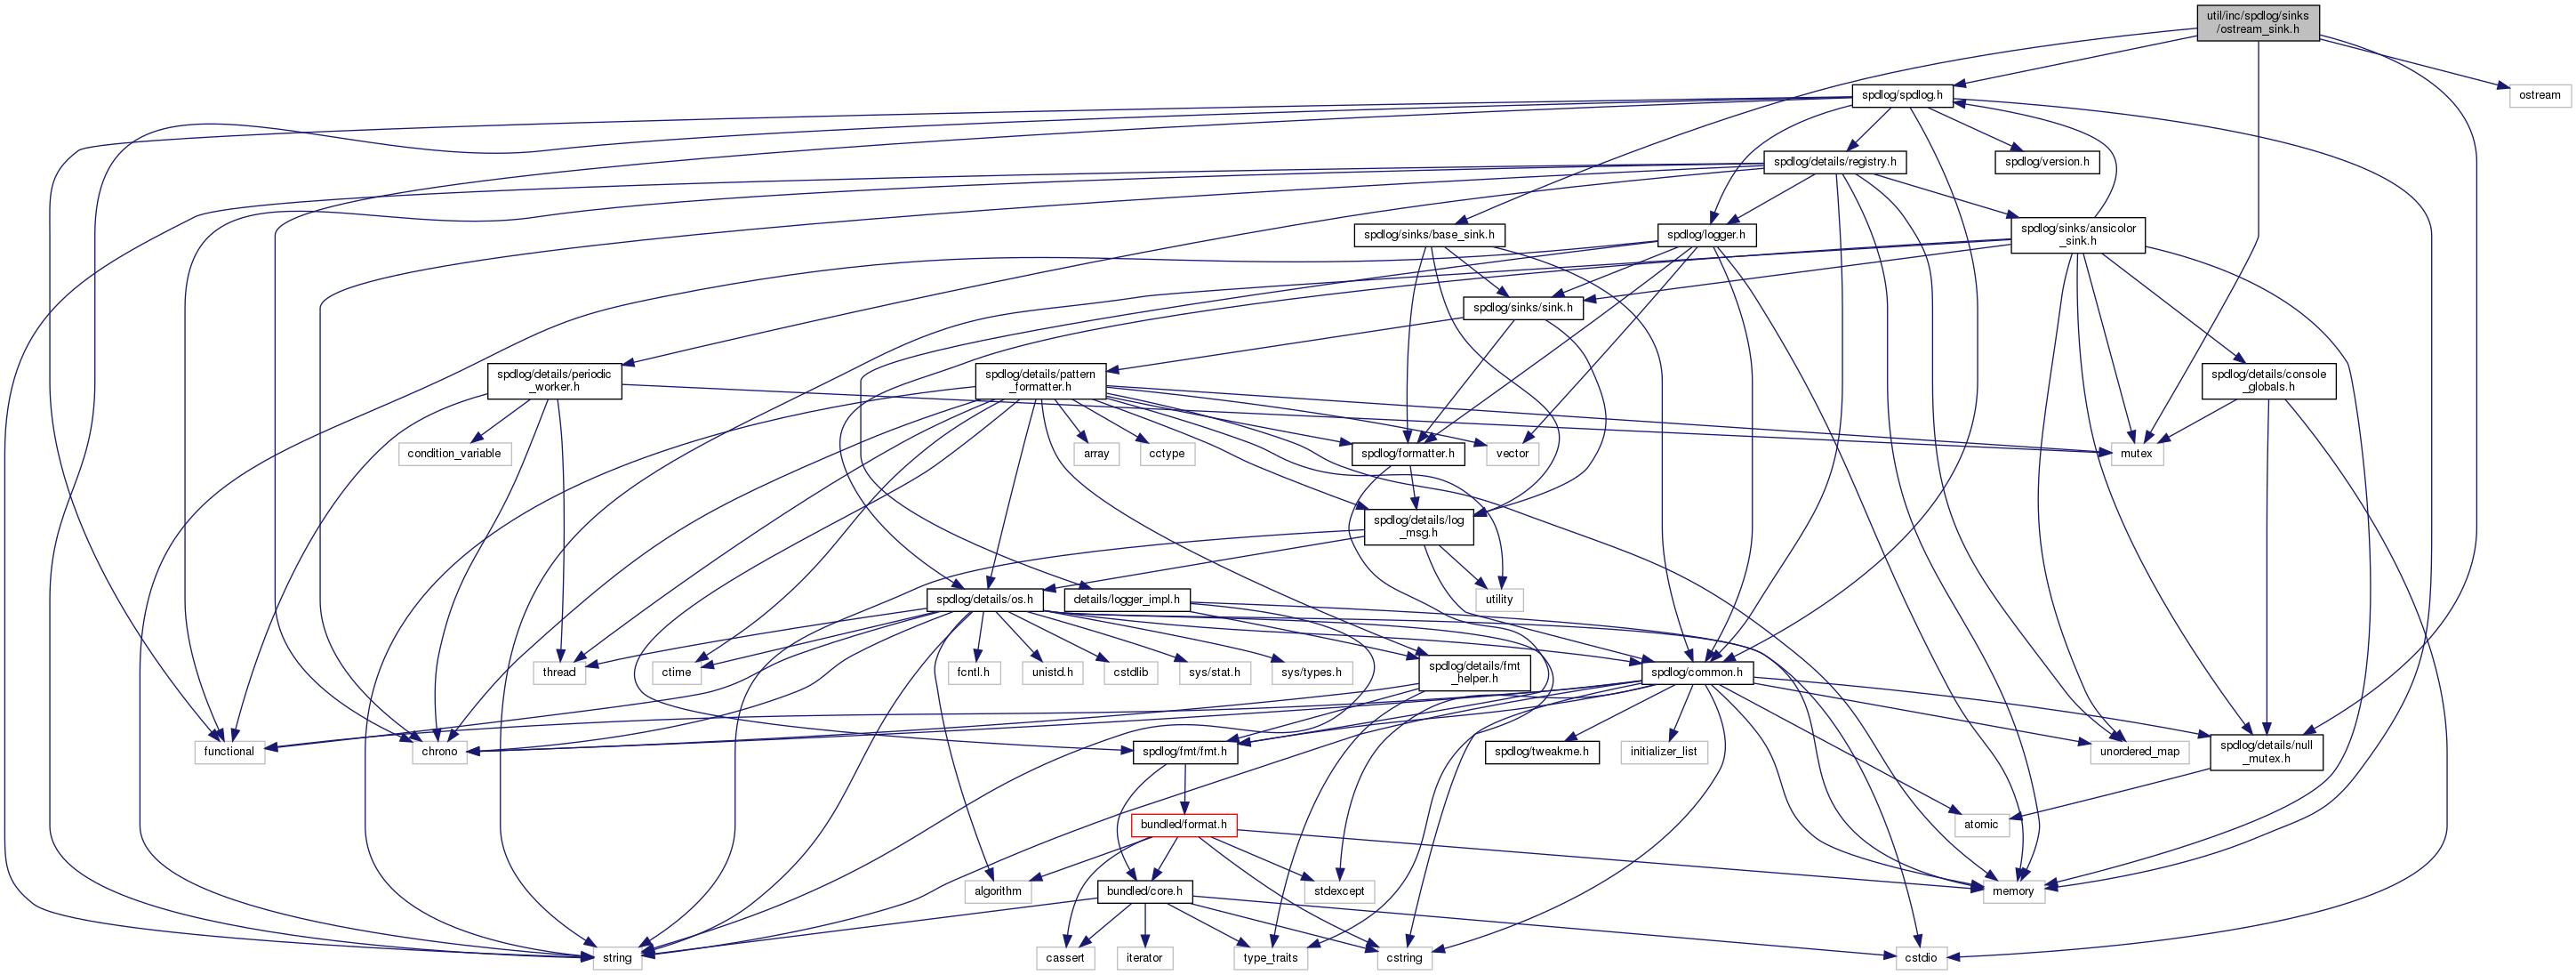 util/inc/spdlog/sinks
/ostream_sink.h
spdlog/spdlog.h
ostream
spdlog/details/registry.h
spdlog/version.h
spdlog/sinks/base_sink.h
spdlog/logger.h
spdlog/sinks/ansicolor
_sink.h
spdlog/sinks/sink.h
spdlog/details/periodic
_worker.h
spdlog/details/pattern
_formatter.h
spdlog/details/console
_globals.h
condition_variable
array
cctype
spdlog/formatter.h
vector
mutex
spdlog/details/log
_msg.h
spdlog/details/os.h
details/logger_impl.h
utility
thread
ctime
fcntl.h
unistd.h
cstdlib
sys/stat.h
sys/types.h
spdlog/details/fmt
_helper.h
spdlog/common.h
functional
chrono
spdlog/fmt/fmt.h
spdlog/tweakme.h
initializer_list
unordered_map
spdlog/details/null
_mutex.h
bundled/format.h
atomic
algorithm
bundled/core.h
stdexcept
memory
string
cassert
iterator
type_traits
cstring
cstdio